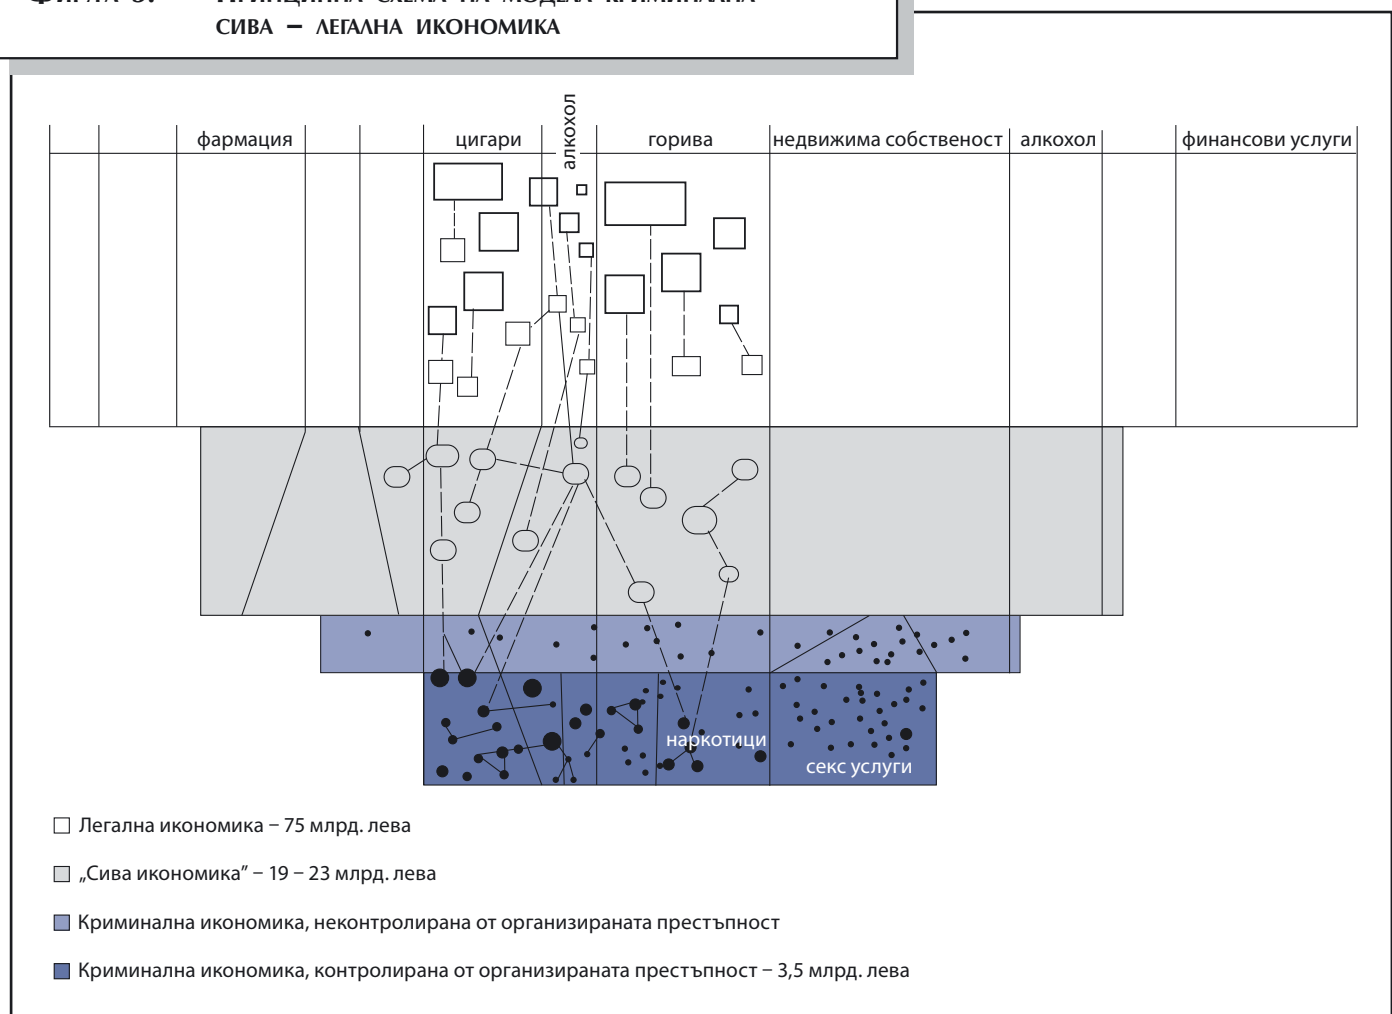 СИВА – ЛЕГАЛНА ИКОНОМИКА
фармация
цигари
алкохол
горива
недвижима собственост
алкохол
финансови услуги
наркотици
секс услуги
Легална икономика – 75 млрд. лева
„Сива икономика” – 19 – 23 млрд. лева
Криминална икономика, неконтролирана от организираната престъпност
Криминална икономика, контролирана от организираната престъпност – 3,5 млрд. лева